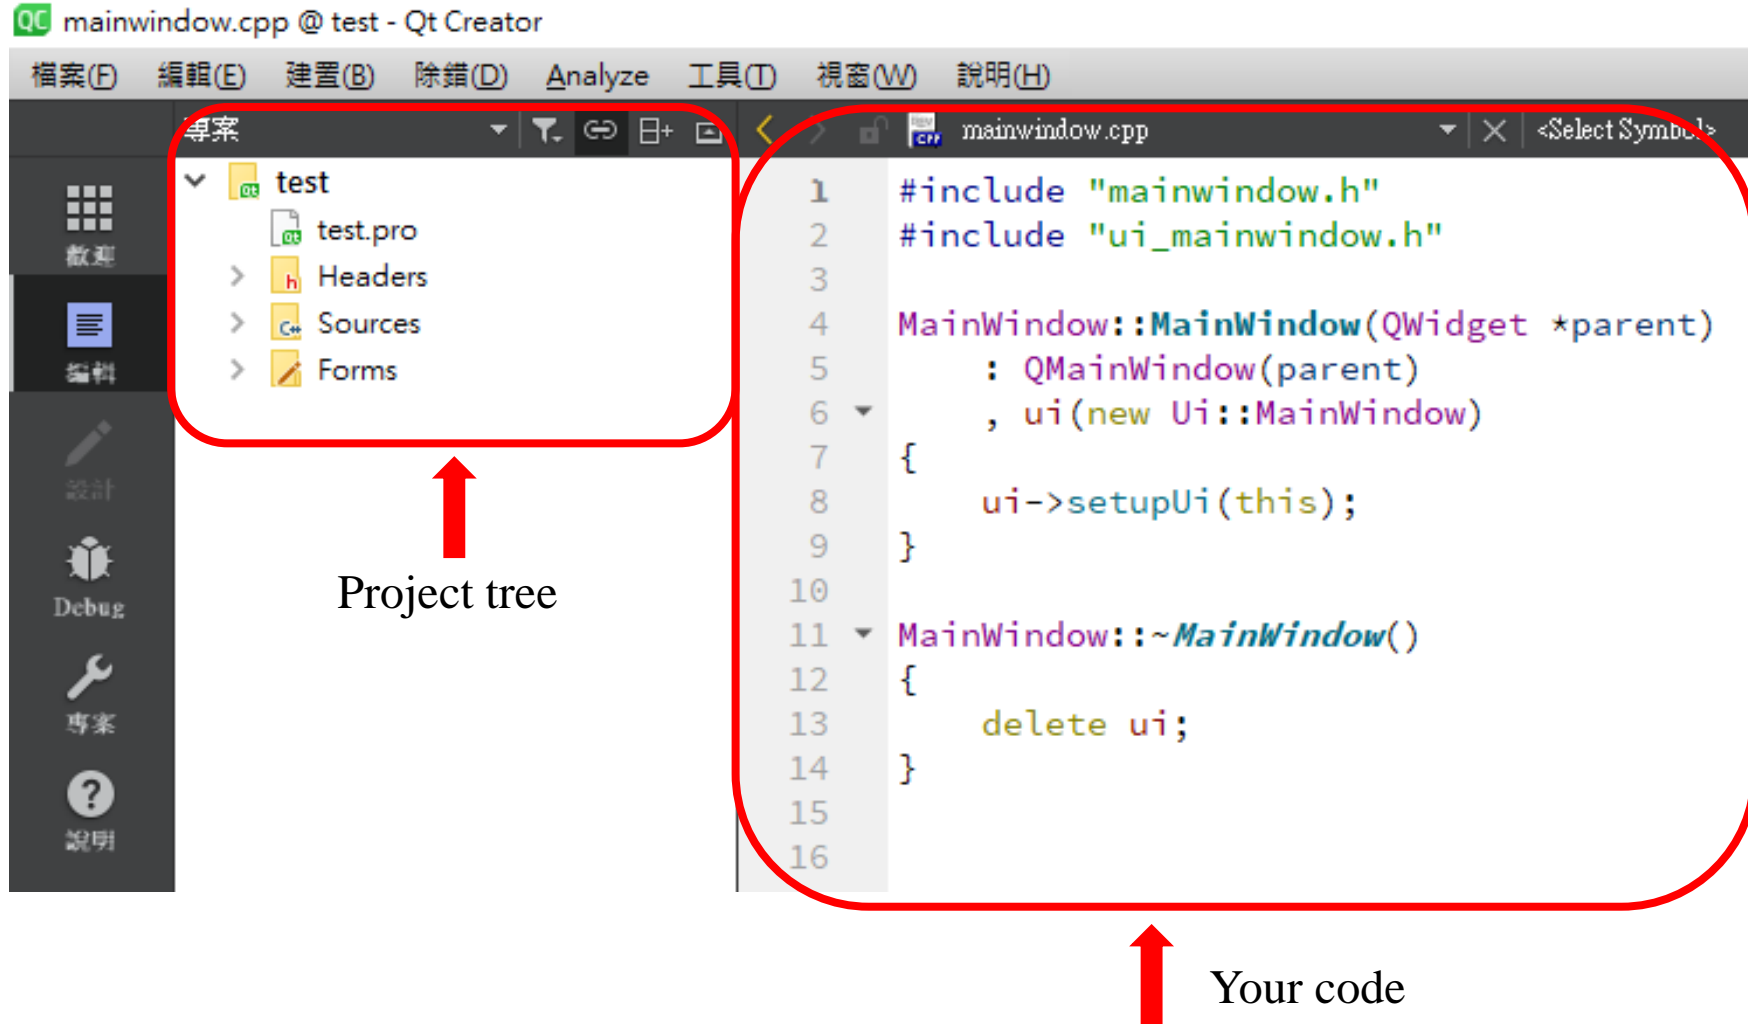 QC mainwindow.cpp @ test - Qt Creator
檔案(F) 編輯(E) 建置(B) 除錯(D) Analyze 工具(T) 視窗(W) 說明(H)
專案
mainwindow.cpp
<Select Symbol>
歡迎
編輯
設計
Debug
專案
說明
test
test.pro
Headers
Sources
Forms
Project tree
1 #include "mainwindow.h"
2 #include "ui_mainwindow.h"
3
4 MainWindow::MainWindow(QWidget *parent)
5     : QMainWindow(parent)
6     , ui(new Ui::MainWindow)
7 {
8     ui->setupUi(this);
9 }
10
11 MainWindow::~MainWindow()
12 {
13     delete ui;
14 }
15
16
Your code